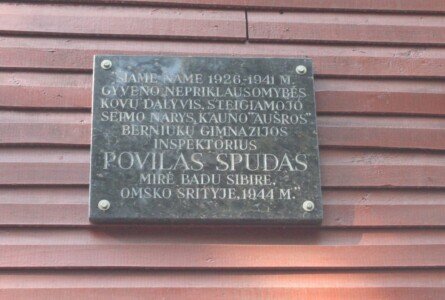 "ŠIAME NAME 1926-1941 M.
GYVENO NEPRIKLAUSOMYBĖS
KOVŲ DALYVIS, STEIGIAMOJO
SEIMO NARYS, KAUNO "AUŠROS"
BERNIUKŲ GIMNAZIJOS
INSPEKTORIUS
POVILAS SPUDAS
MIRĖ BADU SIBIRE,
OMSKO SRITYJE, 1944 M."